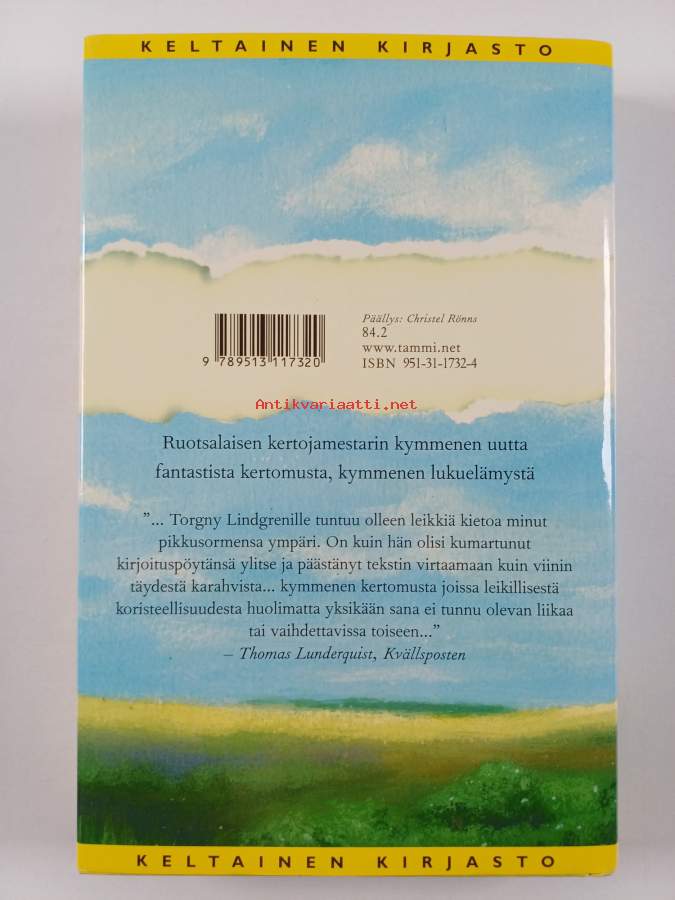 KELTAINEN KIRJASTO
Päällys: Christel Rönns
84.2
www.tammi.net
ISBN 951-31-1732-4
9 789513 117320
Antikvariaatti.net
Ruotsalaisen kertojamestarin kymmenen uutta
fantastista kertomusta, kymmenen lukuelämystä
”... Torgny Lindgrenille tuntuu olleen leikkiä kietoa minut
pikkusormensa ympäri. On kuin hän olisi kumartunut
kirjoituspöytänsä ylitse ja päästänyt tekstin virtaamaan kuin viinin
täydestä karahvista... kymmenen kertomusta joissa leikillisestä
koristeellisuudesta huolimatta yksikään sana ei tunnu olevan liikaa
tai vaihdettavissa toiseen...”
– Thomas Lunderquist, Kvällsposten
KELTAINEN KIRJASTO